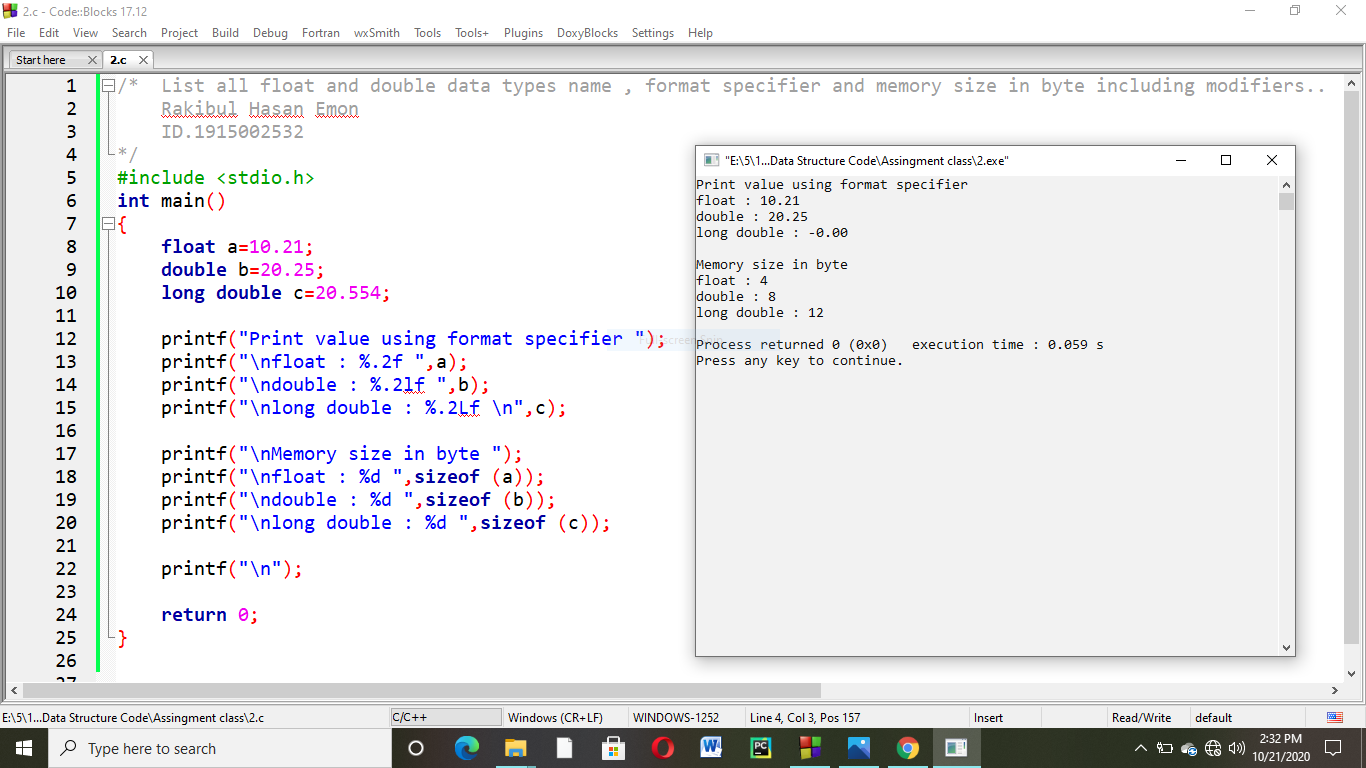 2.c - Code::Blocks 17.12
File Edit View Search Project Build Debug Fortran wxSmith Tools Tools+ Plugins DoxyBlocks Settings Help
Start here 2.c
1 /* List all float and double data types name , format specifier and memory size in byte including modifiers..
2 Rakibul Hasan Emon
3 ID.1915002532
4 */
5 #include <stdio.h>
6 int main()
7 {
8 float a=10.21;
9 double b=20.25;
10 long double c=20.554;
11
12 printf("Print value using format specifier ");
13 printf("\nfloat : %.2f ",a);
14 printf("\ndouble : %.2lf ",b);
15 printf("\nlong double : %.2Lf \n",c);
16
17 printf("\nMemory size in byte ");
18 printf("\nfloat : %d ",sizeof (a));
19 printf("\ndouble : %d ",sizeof (b));
20 printf("\nlong double : %d ",sizeof (c));
21
22 printf("\n");
23
24 return 0;
25 }
26
27
"E:\5\1...Data Structure Code\Assingment class\2.exe"
Print value using format specifier
float : 10.21
double : 20.25
long double : -0.00
Memory size in byte
float : 4
double : 8
long double : 12
Process returned 0 (0x0) execution time : 0.059 s
Press any key to continue.
E:\5\1...Data Structure Code\Assingment class\2.c C/C++ Windows (CR+LF) WINDOWS-1252 Line 4, Col 3, Pos 157 Insert Read/Write default
Type here to search
W
PC
2:32 PM
10/21/2020